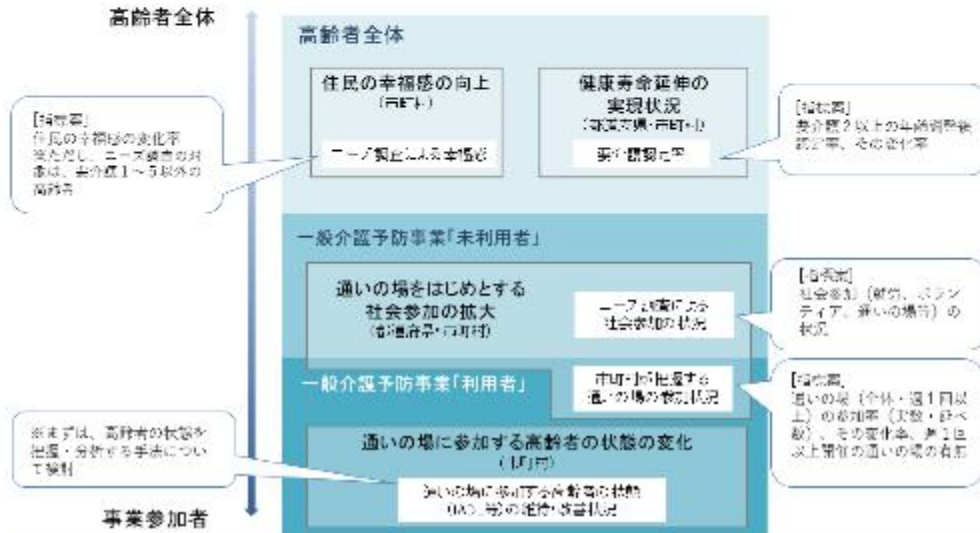 高齢者全体
高齢者全体
住民の幸福感の向上
(市町村)
ニーズ調査による幸福感
健康寿命延伸の
実現状況
(都道府県・市町村)
要介護認定率
[指標案]
住民の幸福感の変化率
※ただし、ニーズ調査の対
象は、要介護1～5以外の
高齢者
[指標案]
要介護2以上の年齢調整後
認定率、その変化率
一般介護予防事業「未利用者」
通いの場をはじめとする
社会参加の拡大
(都道府県・市町村)
ニーズ調査による
社会参加の状況
[指標案]
社会参加（就労、ボラン
ティア、通いの場等）の
状況
一般介護予防事業「利用者」
市町村が把握する
通いの場の参加状況
[指標案]
通いの場（全体・週1回以
上）の参加率（実数・延べ
数）、その変化率、週1回
以上開催の通いの場の有無
※まずは、高齢者の状態を
把握・分析する手法につい
て検討
通いの場に参加する高齢者の状態の変化
(市町村)
通いの場に参加する高齢者の状態
(IADL等)の維持・改善状況
事業参加者